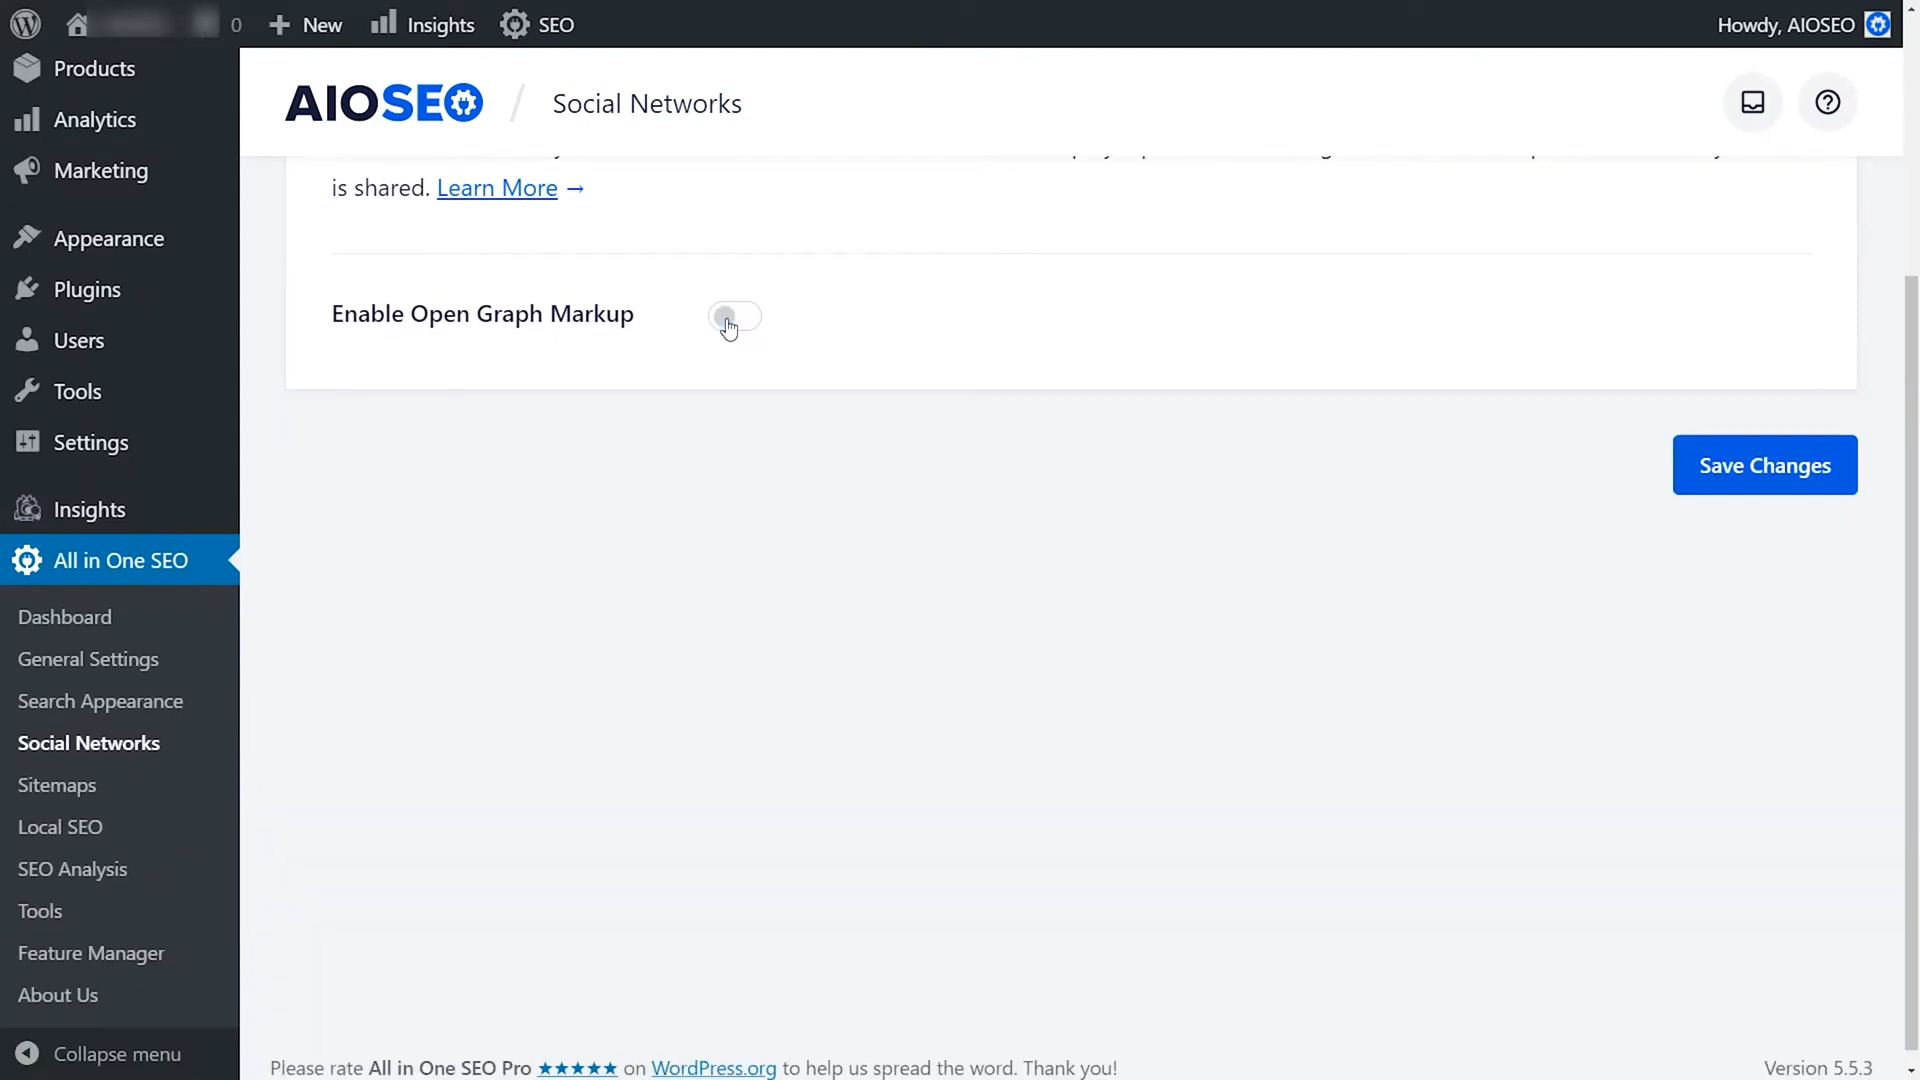 0 New Insights SEO Howdy, AIOSEO
Products
Analytics
Marketing
Appearance
Plugins
Users
Tools
Settings
Insights
All in One SEO
Dashboard
General Settings
Search Appearance
Social Networks
Sitemaps
Local SEO
SEO Analysis
Tools
Feature Manager
About Us
Collapse menu
AIOSEO / Social Networks
is shared. Learn More →
Enable Open Graph Markup
Save Changes
Please rate All in One SEO Pro ★★★★★ on WordPress.org to help us spread the word. Thank you!
Version 5.5.3